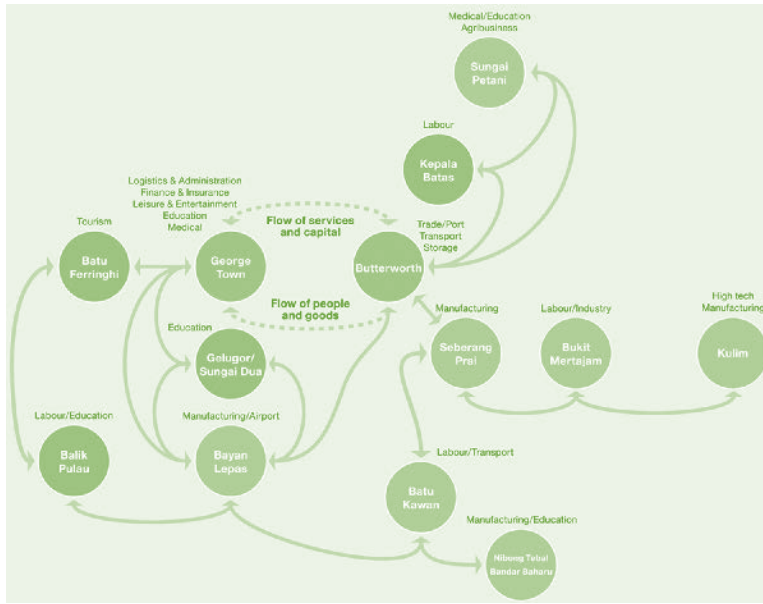 Medical/Education
Agribusiness
Sungai
Petani
Labour
Kepala
Batas
Logistics & Administration
Finance & Insurance
Leisure & Entertainment
Education
Medical
Tourism
Batu
Ferringhi
George
Town
Flow of services
and capital
Trade/Port
Transport
Storage
Butterworth
Flow of people
and goods
Education
Gelugor/
Sungai Dua
Manufacturing
Seberang
Prai
Labour/Industry
Bukit
Mertajam
High tech
Manufacturing
Kulim
Labour/Education
Balik
Pulau
Manufacturing/Airport
Bayan
Lepas
Labour/Transport
Batu
Kawan
Manufacturing/Education
Nibong Tebal
Bandar Baharu